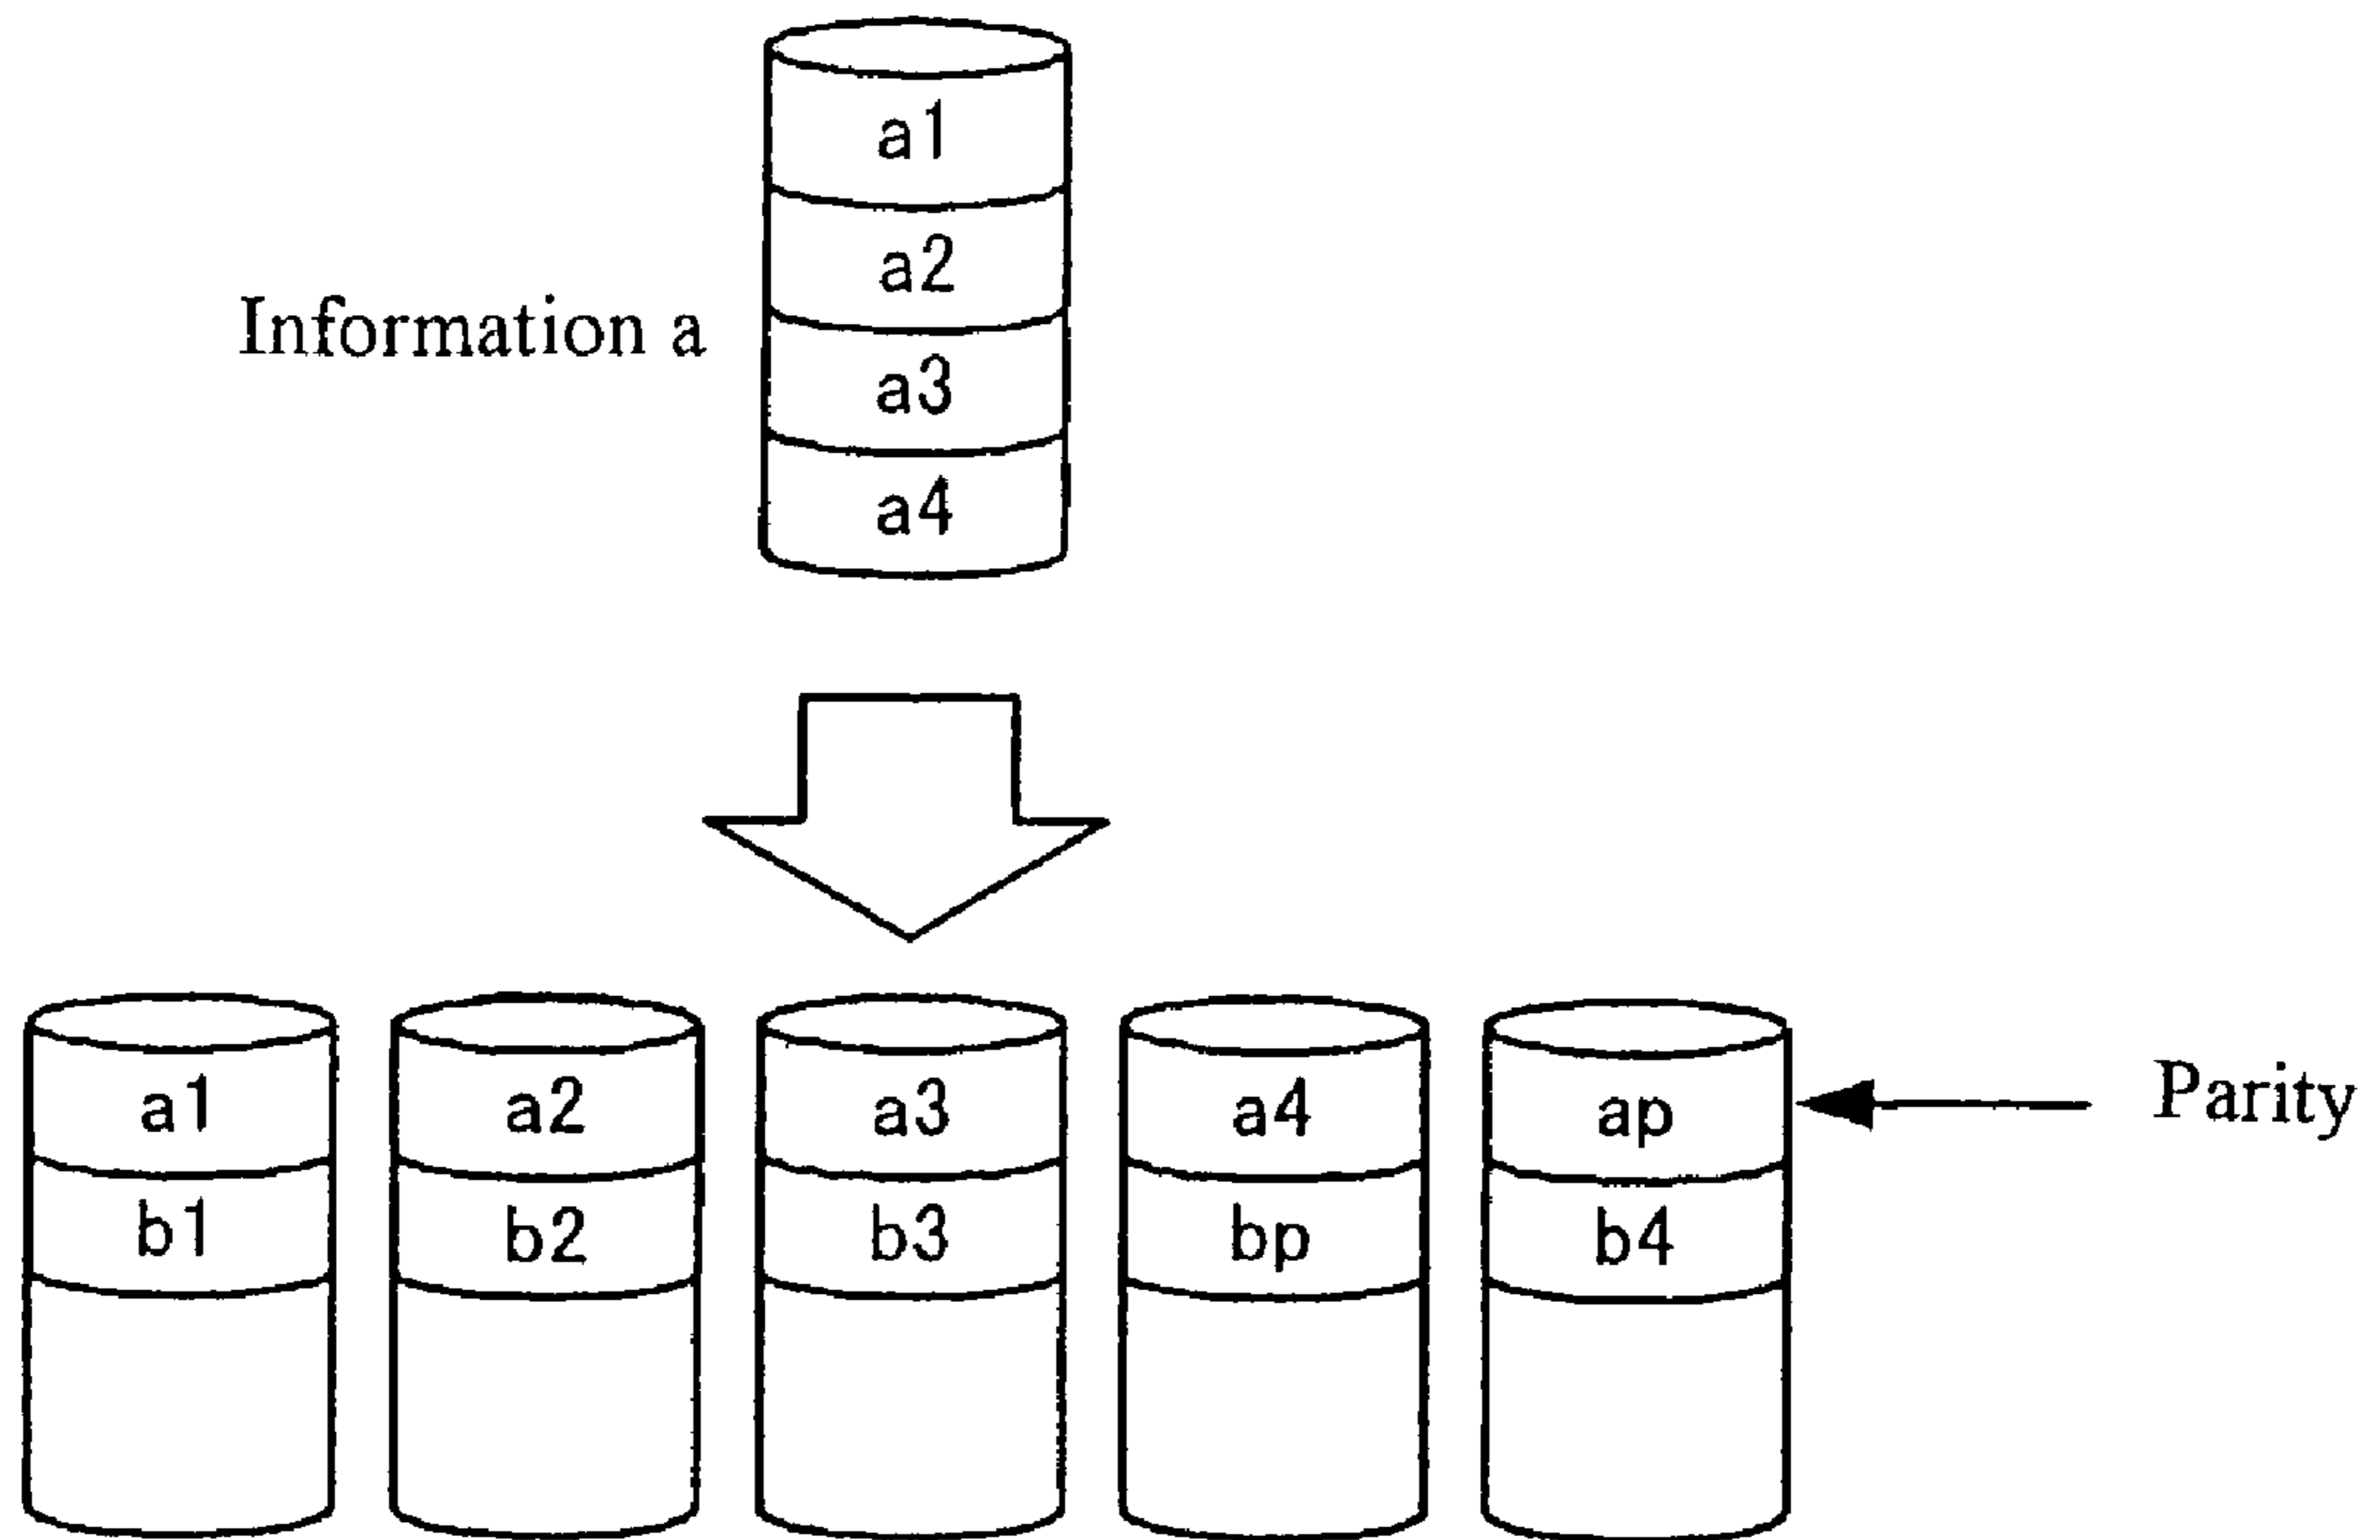 a1
a2
Information a
a3
a4
a1 a2 a3 a4 ap Parity
b1 b2 b3 bp b4